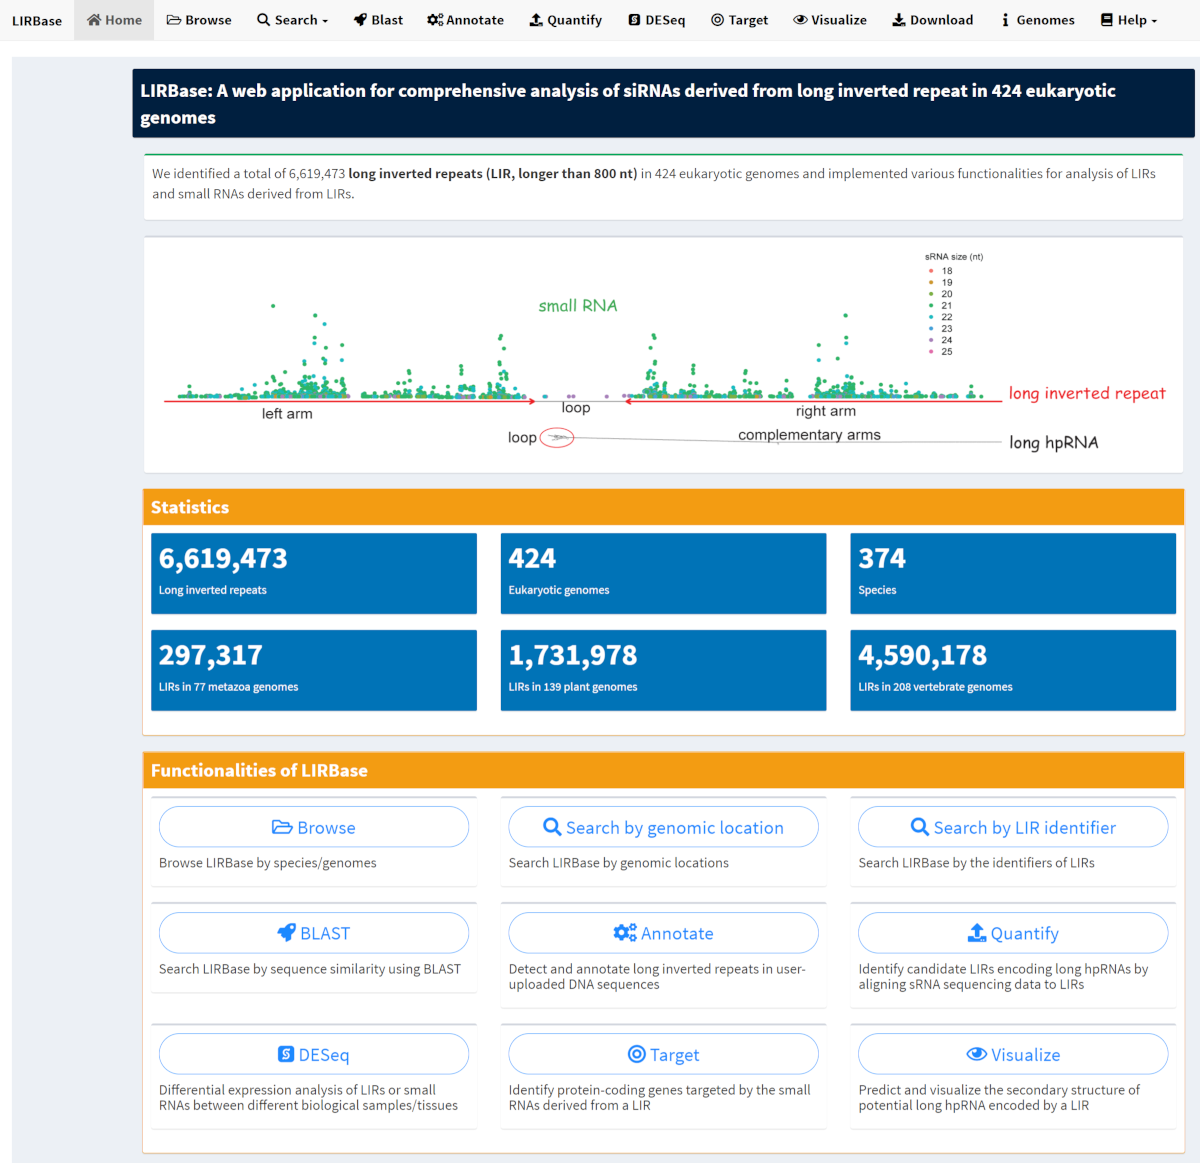 LIRBase Home Browse Search Blast Annotate Quantify DESeq Target Visualize Download Genomes Help
LIRBase: A web application for comprehensive analysis of siRNAs derived from long inverted repeat in 424 eukaryotic
genomes
We identified a total of 6,619,473 long inverted repeats (LIR, longer than 800 nt) in 424 eukaryotic genomes and implemented various functionalities for analysis of LIRs
and small RNAs derived from LIRs.
sRNA size (nt)
18
19
20
21
22
23
24
25
small RNA
long inverted repeat
left arm
loop
right arm
loop
complementary arms
long hpRNA
Statistics
6,619,473
Long inverted repeats
424
Eukaryotic genomes
374
Species
297,317
LIRs in 77 metazoa genomes
1,731,978
LIRs in 139 plant genomes
4,590,178
LIRs in 208 vertebrate genomes
Functionalities of LIRBase
Browse
Browse LIRBase by species/genomes
Search by genomic location
Search LIRBase by genomic locations
Search by LIR identifier
Search LIRBase by the identifiers of LIRs
BLAST
Search LIRBase by sequence similarity using BLAST
Annotate
Detect and annotate long inverted repeats in user-
uploaded DNA sequences
Quantify
Identify candidate LIRs encoding long hpRNAs by
aligning sRNA sequencing data to LIRs
DESeq
Differential expression analysis of LIRs or small
RNAs between different biological samples/tissues
Target
Identify protein-coding genes targeted by the small
RNAs derived from a LIR
Visualize
Predict and visualize the secondary structure of
potential long hpRNA encoded by a LIR